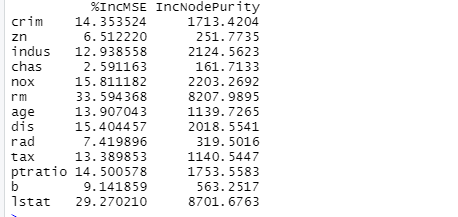 %IncMSE IncNodePurity
crim 14.353524 1713.4204
zn 6.512220 251.7735
indus 12.938558 2124.5623
chas 2.591163 161.7133
nox 15.811182 2203.2692
rm 33.594368 8207.9895
age 13.907043 1139.7265
dis 15.404457 2018.5541
rad 7.419896 319.5016
tax 13.389853 1140.5447
ptratio 14.500578 1753.5583
b 9.141859 563.2517
lstat 29.270210 8701.6763